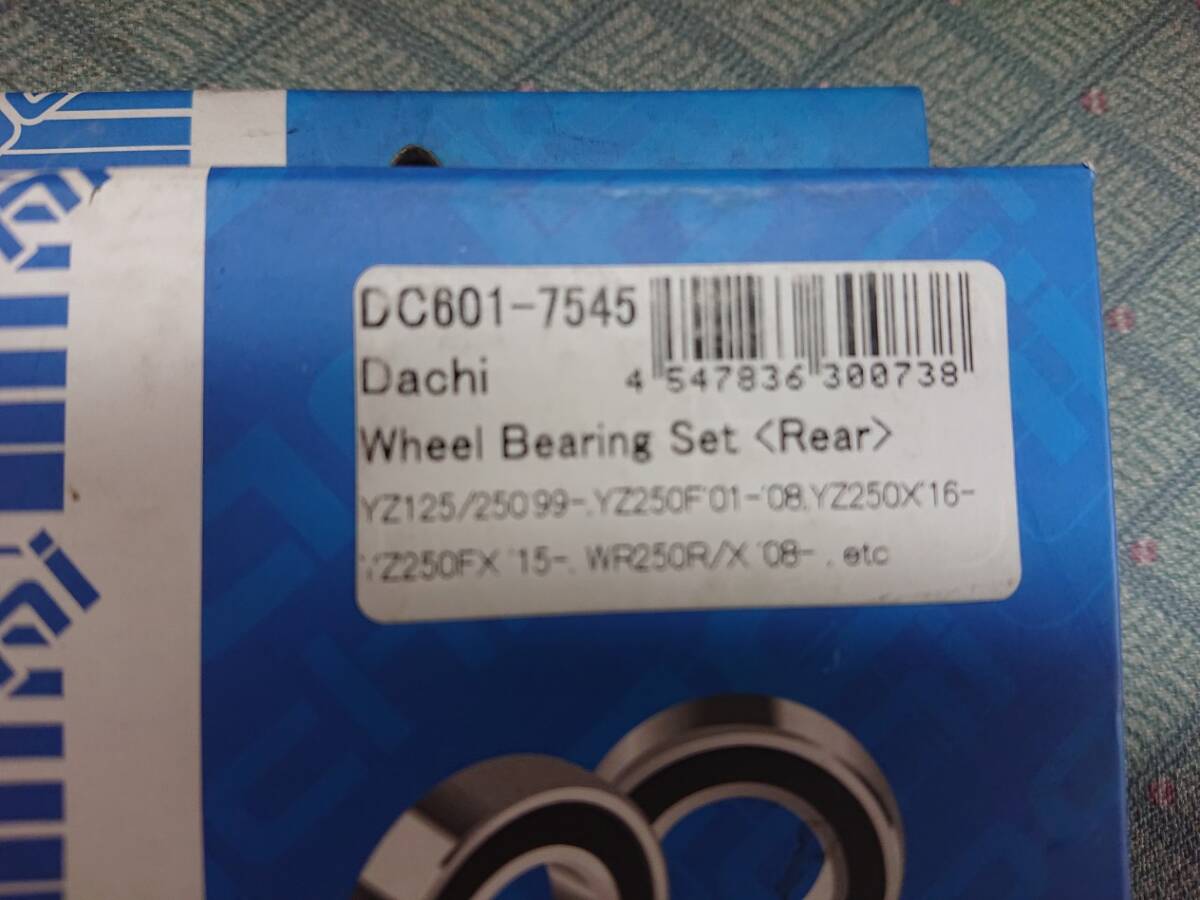 DC601-7545
Dachi
4 547836 300738
Wheel Bearing Set <Rear>
YZ125/250 99-, YZ250F'01-'08, YZ250X'16-
YZ250FX '15-, WR250R/X '08- , etc